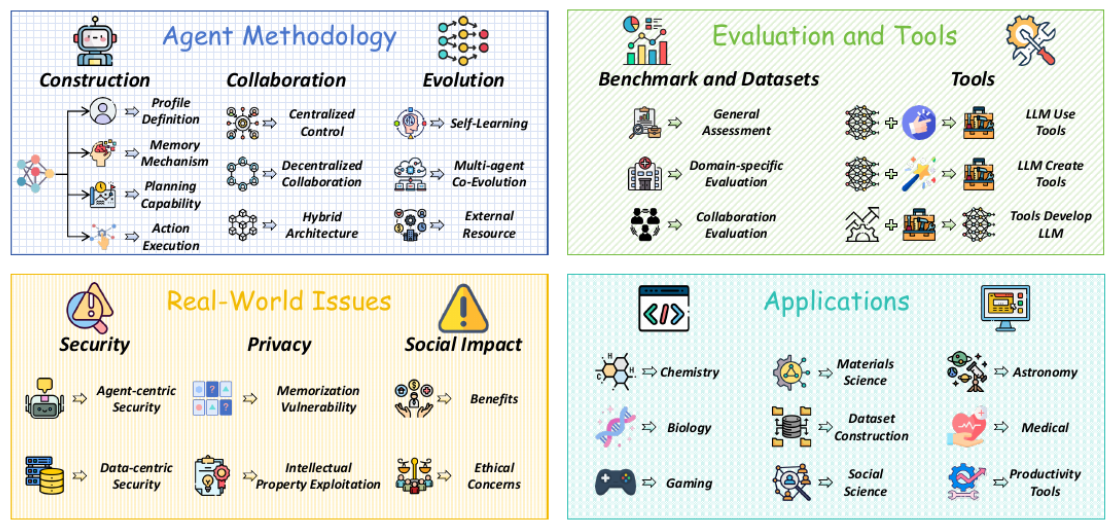 Agent Methodology
Construction
Collaboration
Evolution
Profile
Definition
Memory
Mechanism
Planning
Capability
Action
Execution
Centralized
Control
Decentralized
Collaboration
Hybrid
Architecture
Self-Learning
Multi-agent
Co-Evolution
External
Resource
Evaluation and Tools
Benchmark and Datasets
Tools
General
Assessment
Domain-specific
Evaluation
Collaboration
Evaluation
LLM Use
Tools
LLM Create
Tools
Tools Develop
LLM
Real-World Issues
Security
Privacy
Social Impact
Agent-centric
Security
Data-centric
Security
Memorization
Vulnerability
Intellectual
Property Exploitation
Benefits
Ethical
Concerns
Applications
Chemistry
Biology
Gaming
Materials
Science
Dataset
Construction
Social
Science
Astronomy
Medical
Productivity
Tools